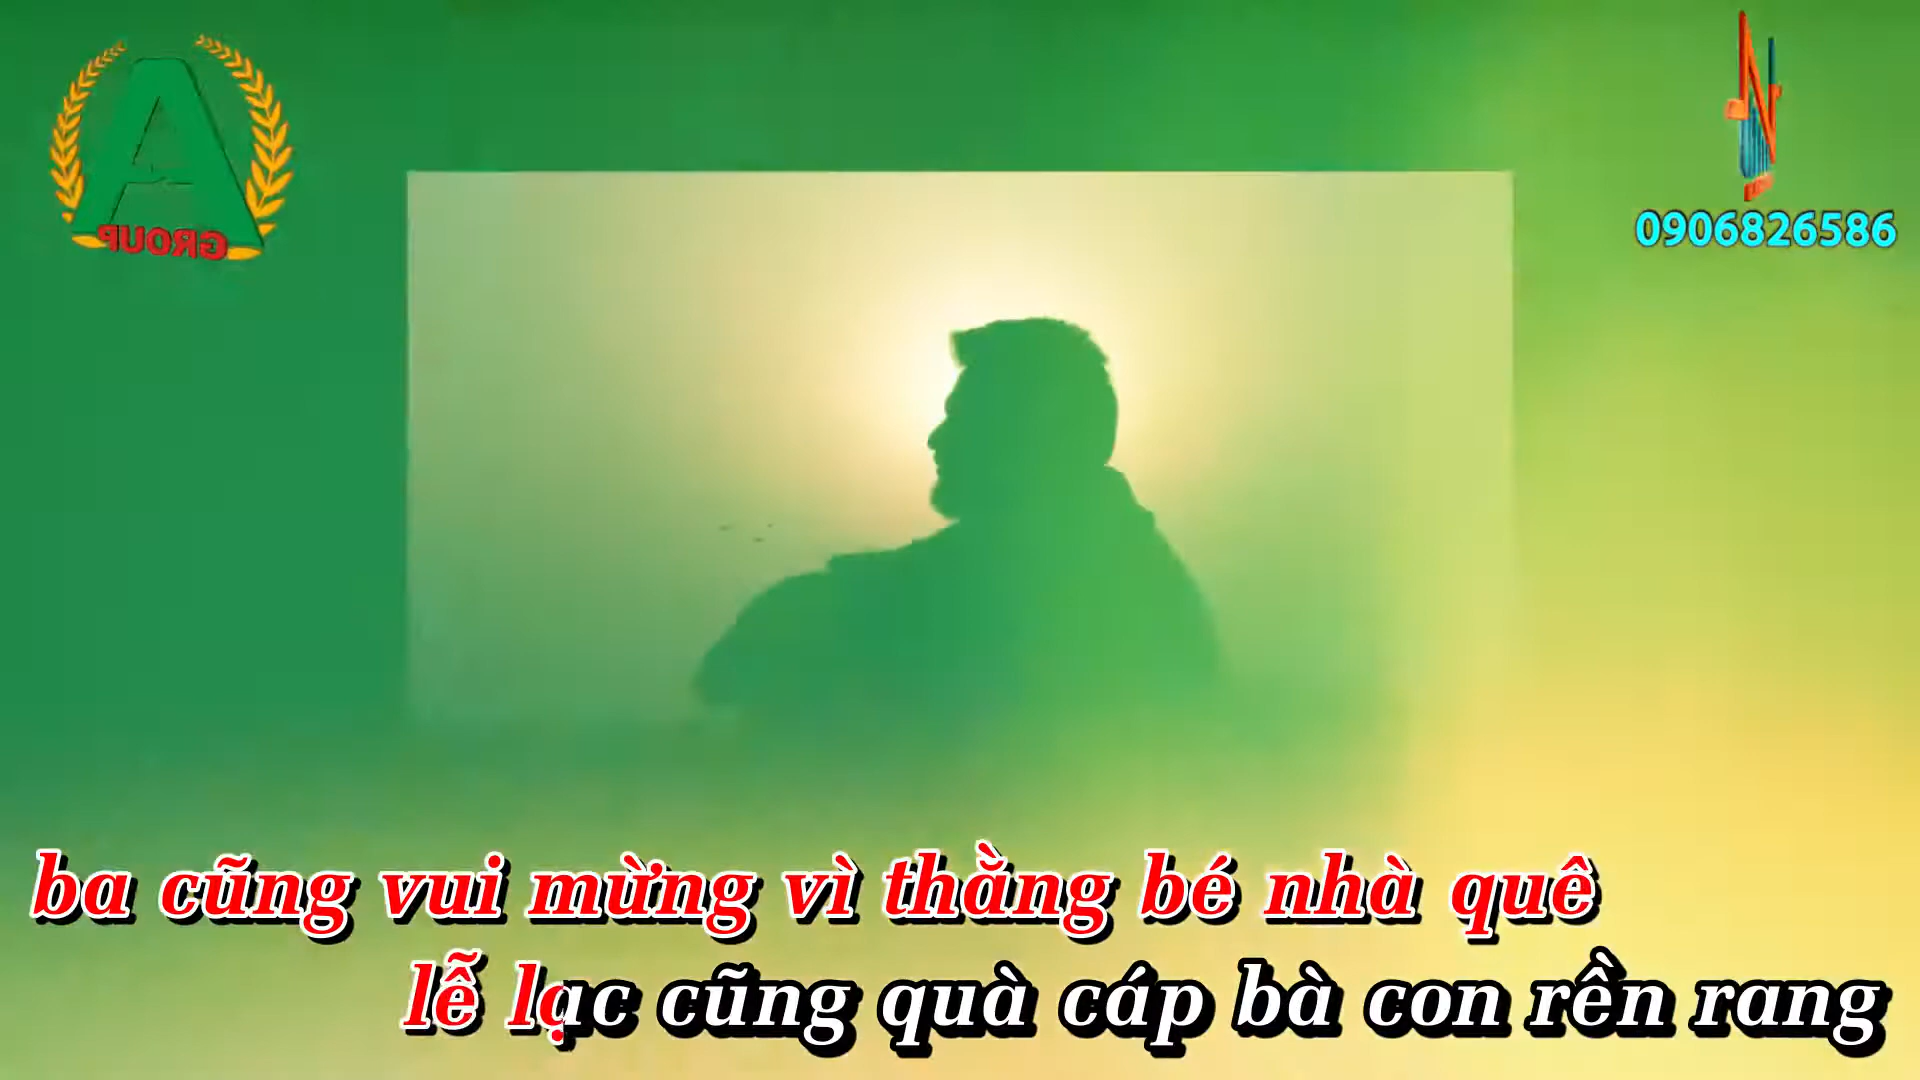 A
GROUP
N
0906826586
ba cũng vui mừng vì thằng bé nhà quê
lễ lạc cũng quà cáp bà con rền rang